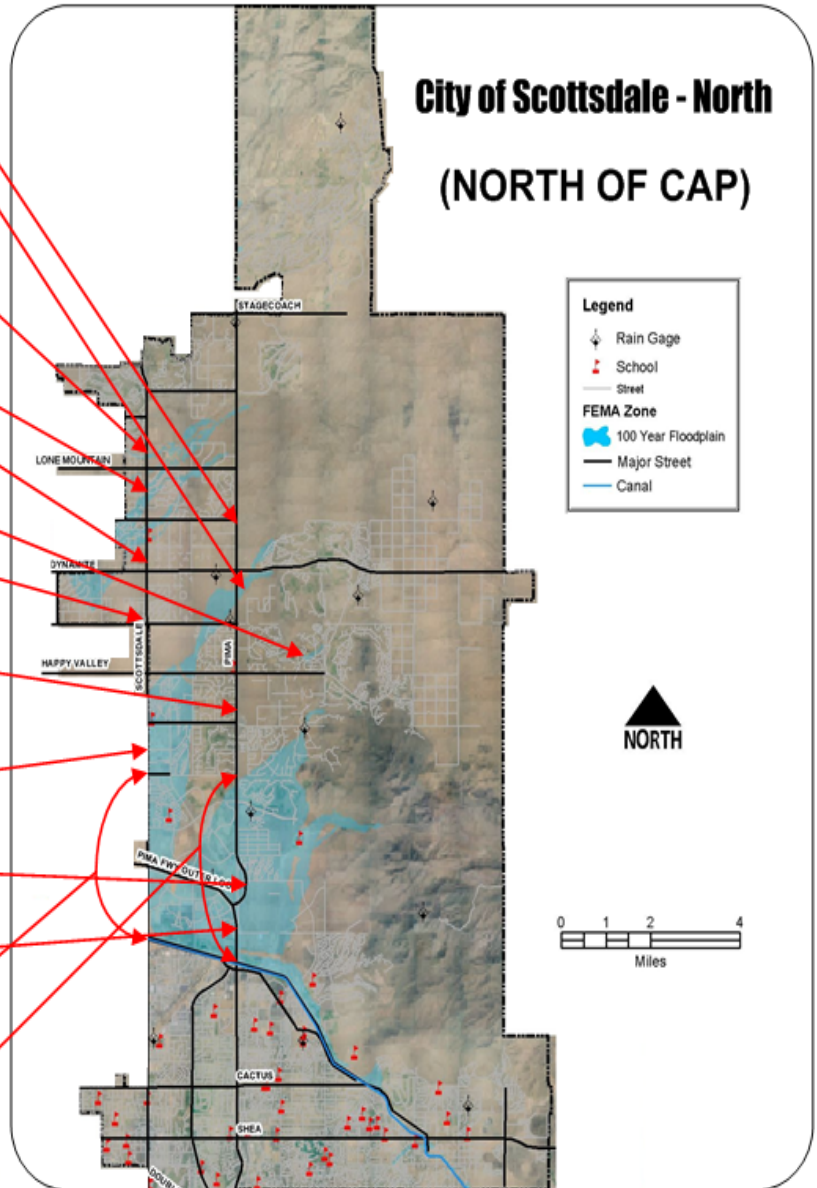 City of Scottsdale - North
(NORTH OF CAP)
STAGECOACH
Legend
Rain Gage
School
Street
FEMA Zone
100 Year Floodplain
Major Street
Canal
LONE MOUNTAIN
DYNAMITE
SCOTTSDALE
PIMA
HAPPY VALLEY
NORTH
PIMA FWY OUTER LOO
0 1 2 4
Miles
CACTUS
SHEA